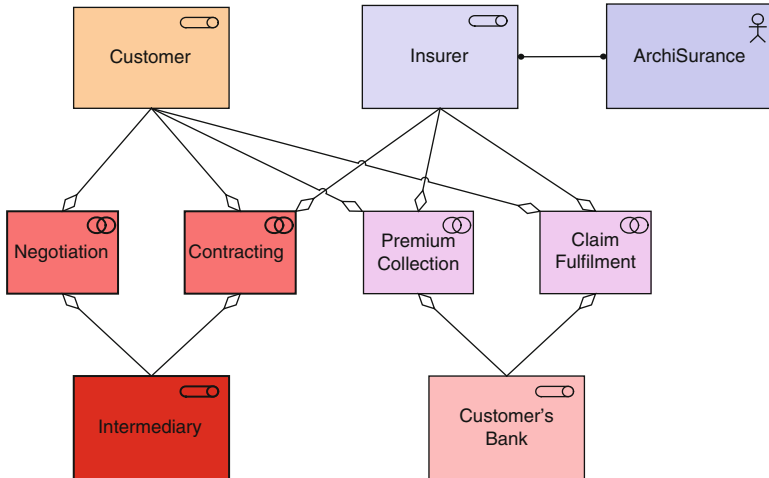 Customer
Insurer
ArchiSurance
Negotiation
Contracting
Premium
Collection
Claim
Fulfilment
Intermediary
Customer’s
Bank